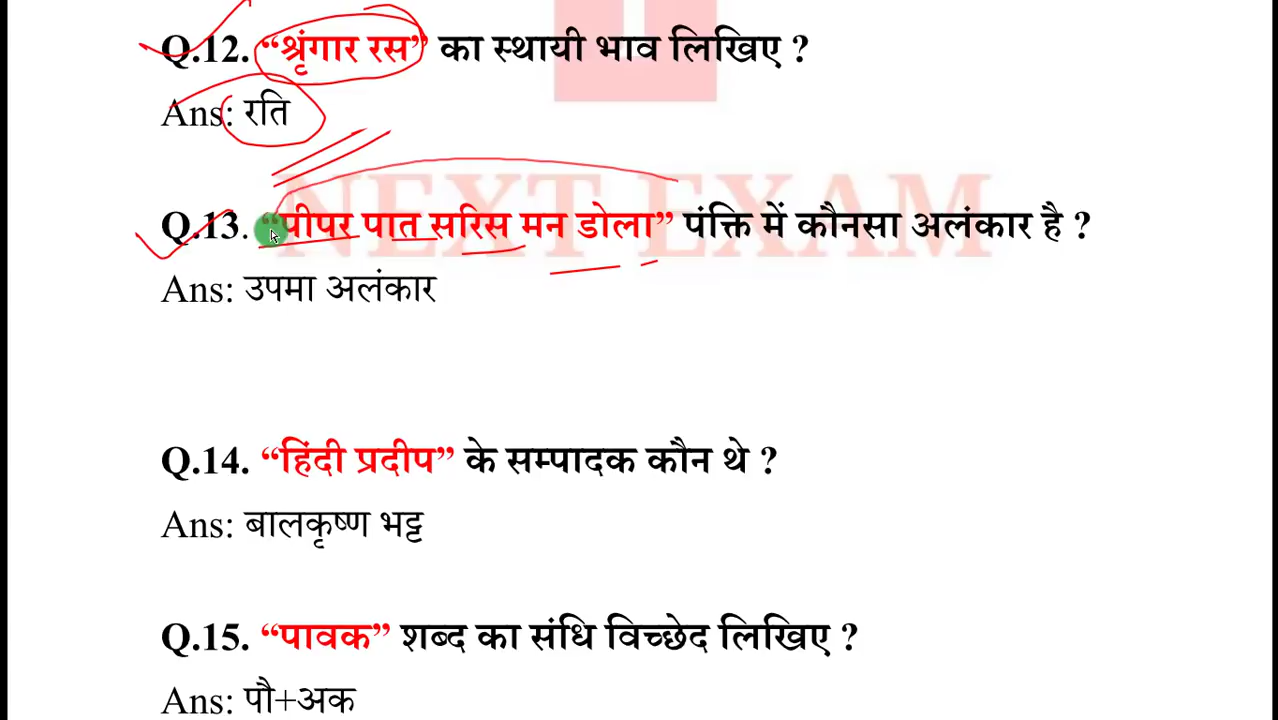 Q.12. “श्रृंगार रस” का स्थायी भाव लिखिए ?
Ans: रति
NEXT EXAM
Q.13. “पीपर पात सरिस मन डोला” पंक्ति में कौनसा अलंकार है ?
Ans: उपमा अलंकार
Q.14. “हिंदी प्रदीप” के सम्पादक कौन थे ?
Ans: बालकृष्ण भट्ट
Q.15. “पावक” शब्द का संधि विच्छेद लिखिए ?
Ans: पौ+अक